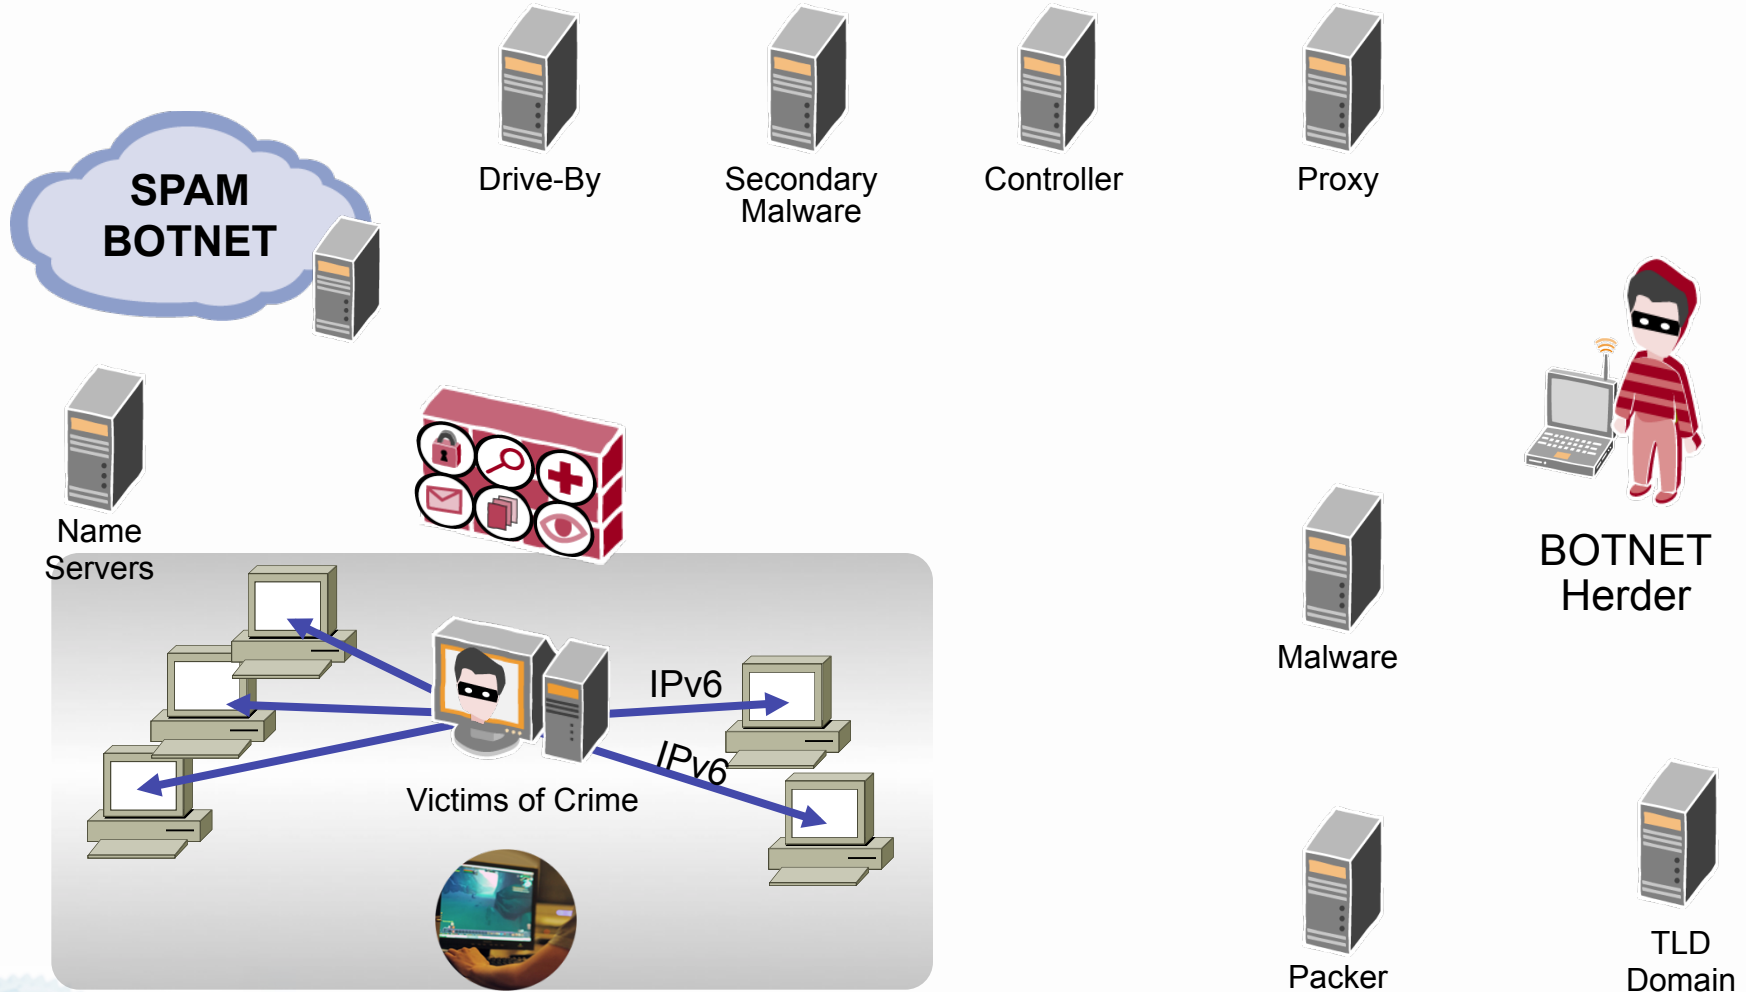 Drive-By
Secondary
Malware
Controller
Proxy
SPAM
BOTNET
Name
Servers
BOTNET
Herder
Malware
IPv6
IPv6
Victims of Crime
TLD
Domain
Packer